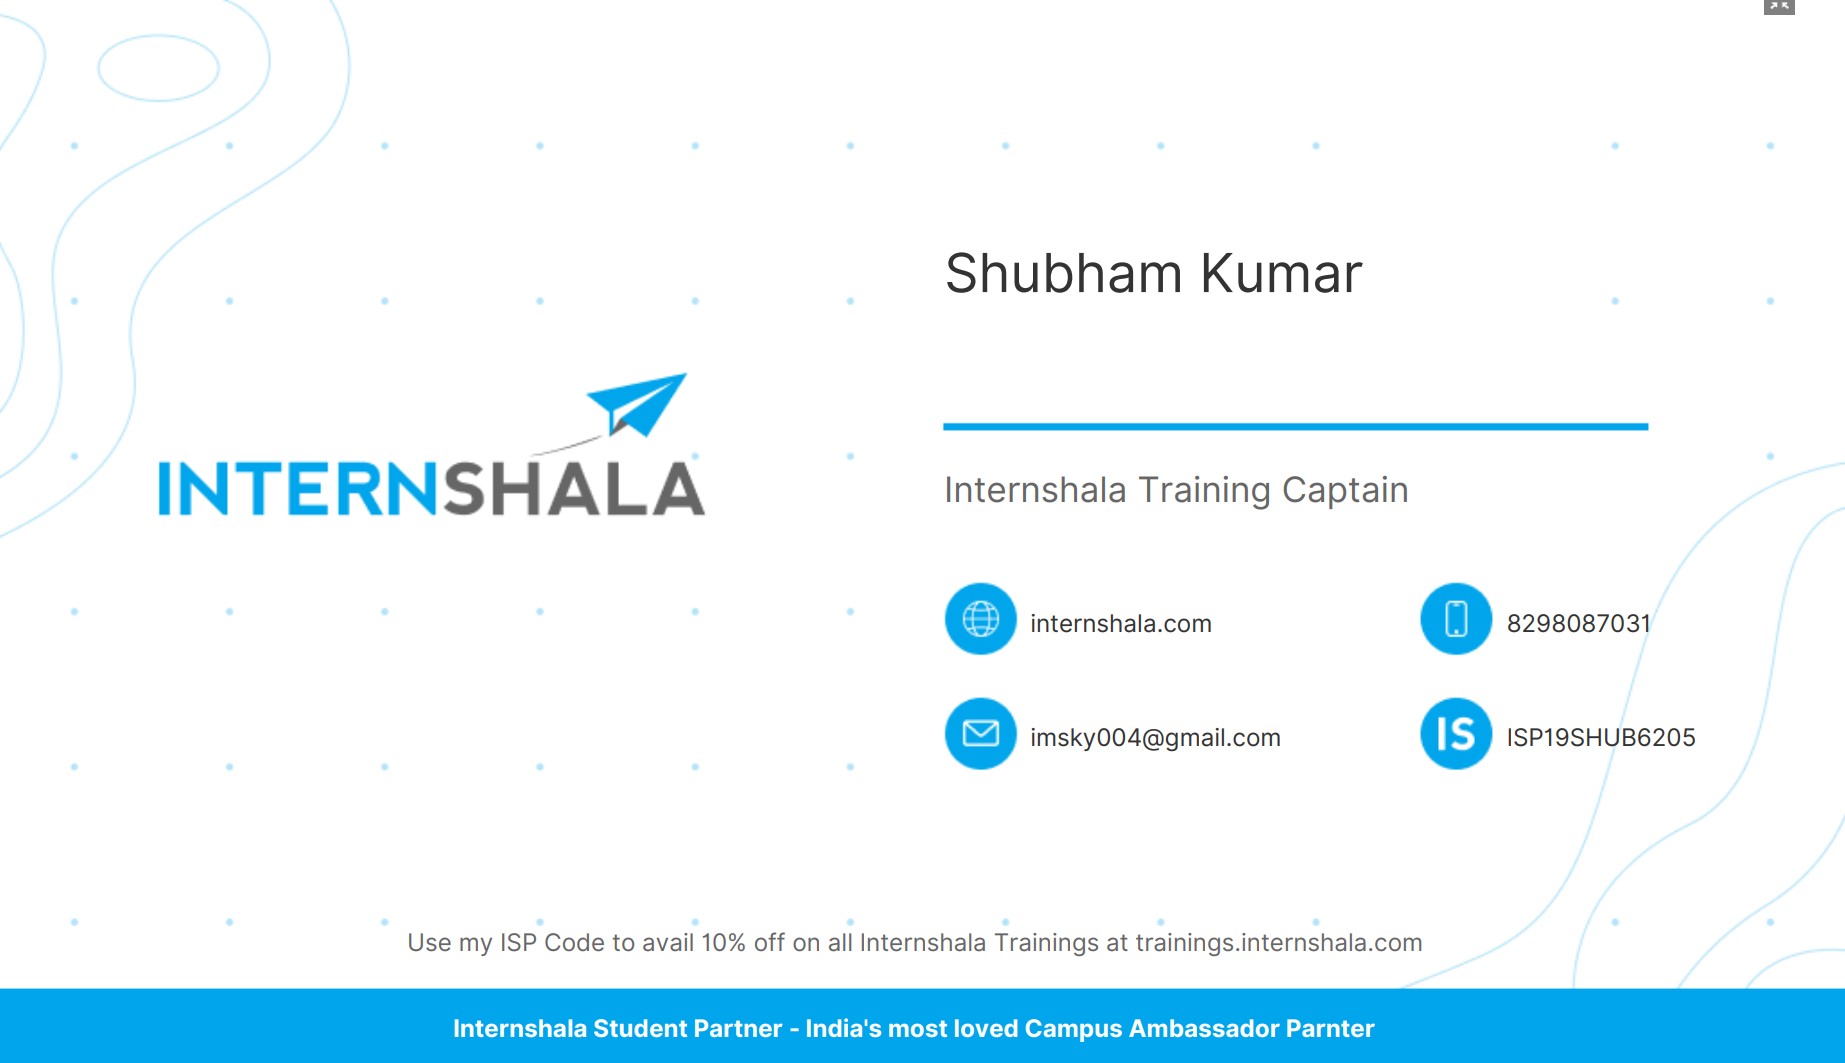 INTERNSHALA
Shubham Kumar
Internshala Training Captain
internshala.com
8298087031
imsky004@gmail.com
IS
ISP19SHUB6205
Use my ISP Code to avail 10% off on all Internshala Trainings at trainings.internshala.com
Internshala Student Partner - India's most loved Campus Ambassador Parnter